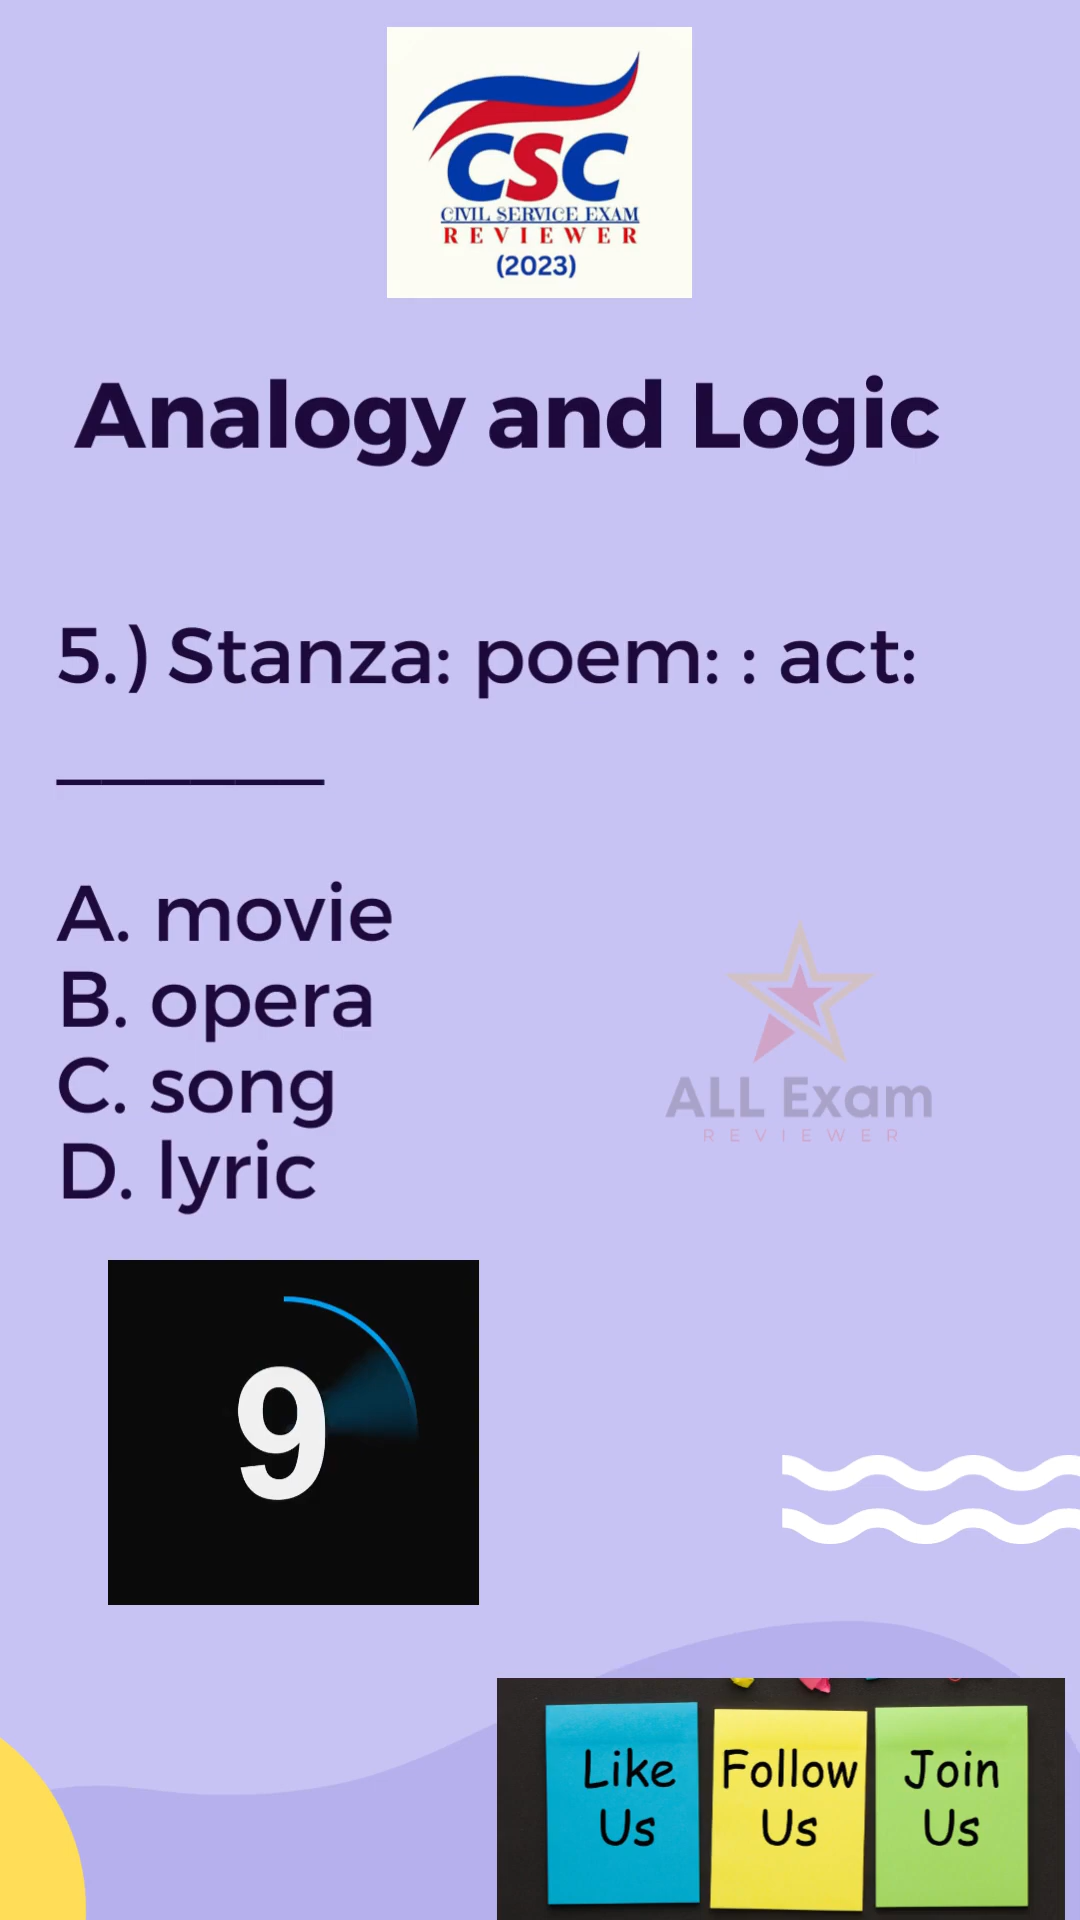 CSC
CIVIL SERVICE EXAM
REVIEWER
(2023)
Analogy and Logic
5.) Stanza: poem: : act:
______
A. movie
B. opera
C. song
D. lyric
ALL Exam
REVIEWER
9
Like Us
Follow Us
Join Us